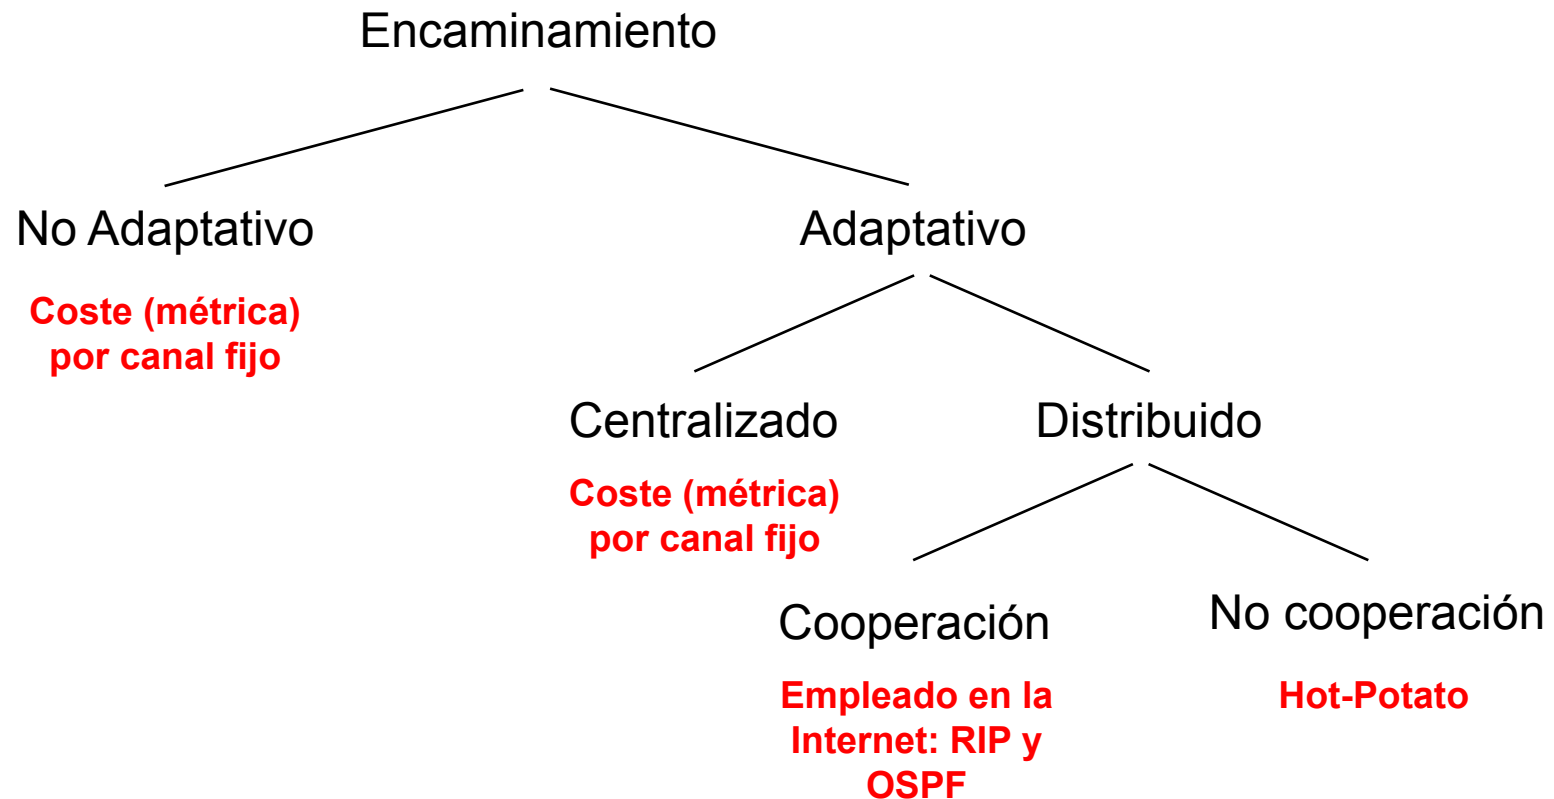 Encaminamiento
No Adaptativo
Adaptativo
Coste (métrica)
por canal fijo
Centralizado
Distribuido
Coste (métrica)
por canal fijo
Cooperación
No cooperación
Empleado en la
Internet: RIP y
OSPF
Hot-Potato